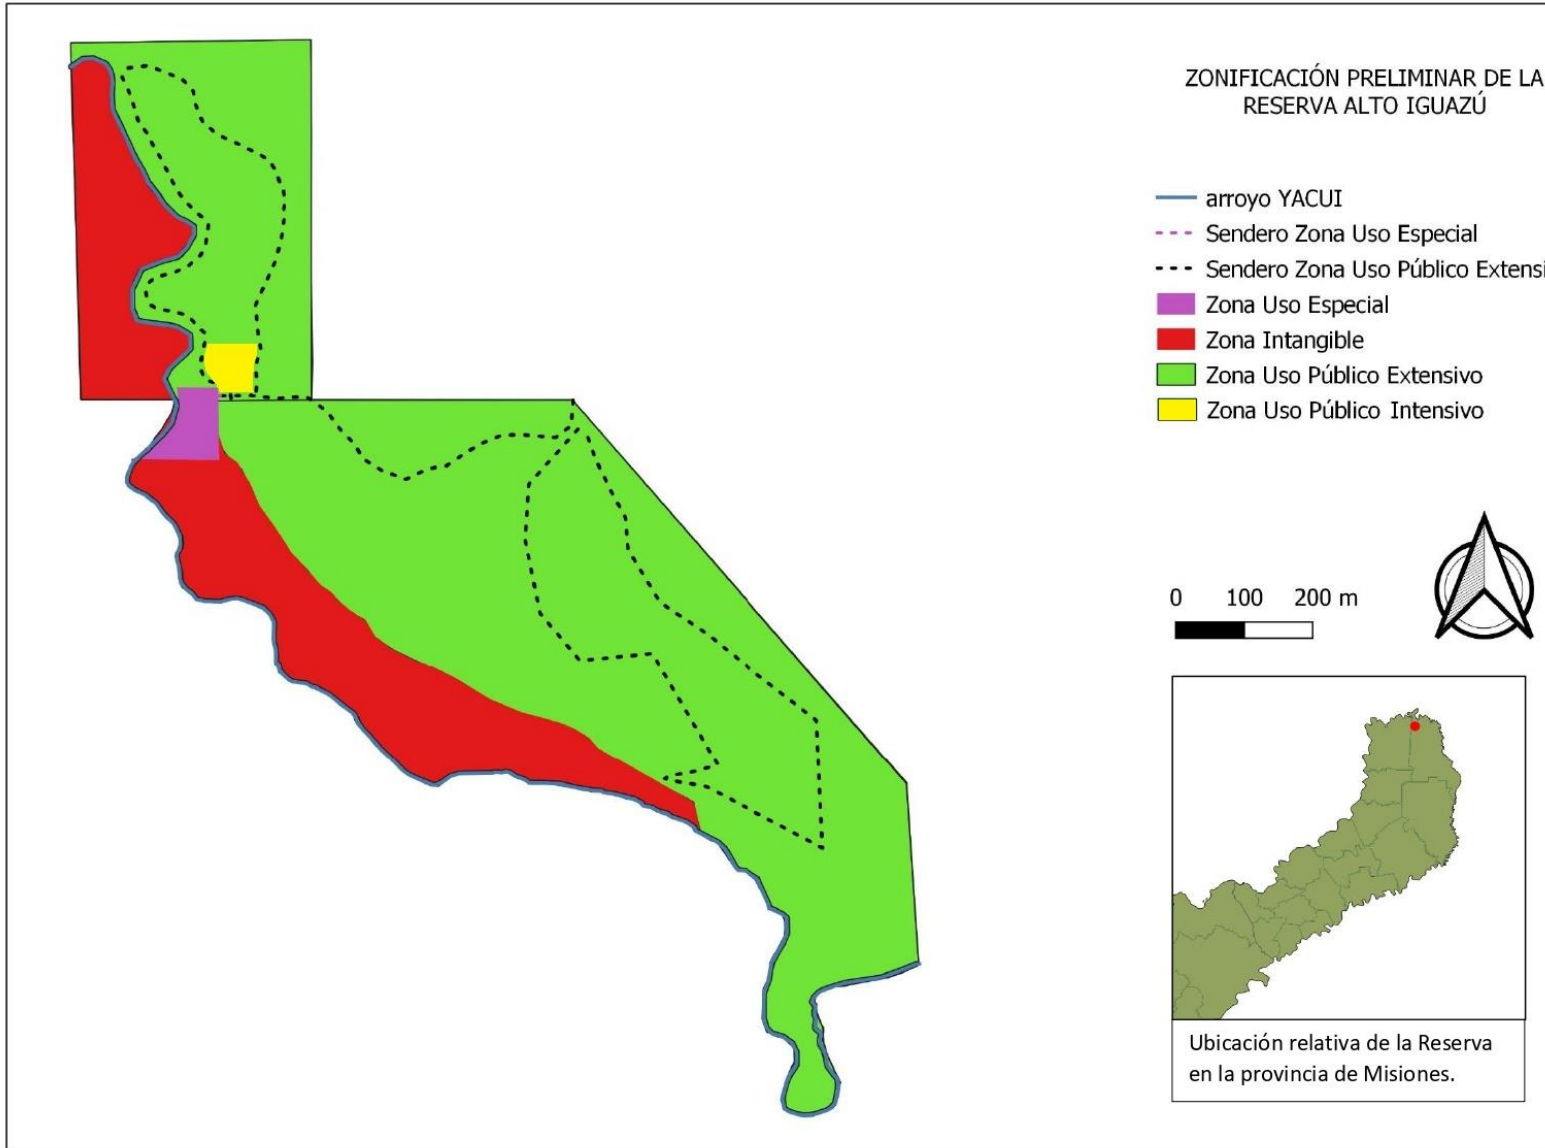 ZONIFICACIÓN PRELIMINAR DE LA
RESERVA ALTO IGUAZÚ
arroyo YACUI
Sendero Zona Uso Especial
Sendero Zona Uso Público Extensi
Zona Uso Especial
Zona Intangible
Zona Uso Público Extensivo
Zona Uso Público Intensivo
0 100 200 m
Ubicación relativa de la Reserva
en la provincia de Misiones.